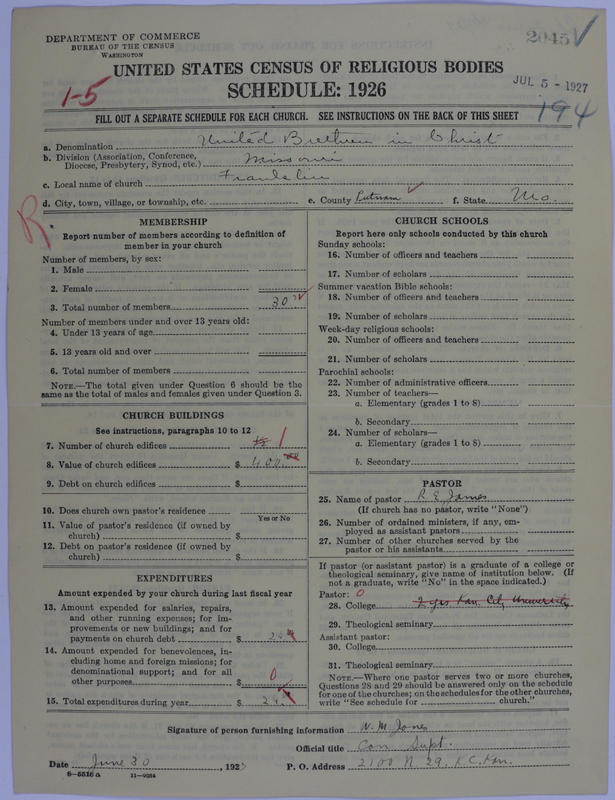 DEPARTMENT OF COMMERCE
BUREAU OF THE CENSUS
WASHINGTON
2045
UNITED STATES CENSUS OF RELIGIOUS BODIES
SCHEDULE: 1926
JUL 5 - 1927
1-5
194
FILL OUT A SEPARATE SCHEDULE FOR EACH CHURCH. SEE INSTRUCTIONS ON THE BACK OF THIS SHEET
a. Denomination United Brethren in Christ
b. Division (Association, Conference, Diocese, Presbytery, Synod, etc.) Missouri
c. Local name of church
d. City, town, village, or township, etc. e. County Putnam f. State Mo.
R
MEMBERSHIP
Report number of members according to definition of
member in your church
Number of members, by sex:
1. Male
2. Female
3. Total number of members 30
Number of members under and over 13 years old:
4. Under 13 years of age
5. 13 years old and over
6. Total number of members
NOTE.—The total given under Question 6 should be the
same as the total of males and females given under Question 3.
CHURCH BUILDINGS
See instructions, paragraphs 10 to 12
7. Number of church edifices 1
8. Value of church edifices $ 400.00
9. Debt on church edifices $
10. Does church own pastor's residence
Yes or No
11. Value of pastor's residence (if owned by
church) $
12. Debt on pastor's residence (if owned by
church) $
EXPENDITURES
Amount expended by your church during last fiscal year
13. Amount expended for salaries, repairs,
and other running expenses; for im-
provements or new buildings; and for
payments on church debt $
14. Amount expended for benevolences, in-
cluding home and foreign missions; for
denominational support; and for all
other purposes $ 0
15. Total expenditures during year $
CHURCH SCHOOLS
Report here only schools conducted by this church
Sunday schools:
16. Number of officers and teachers
17. Number of scholars
Summer vacation Bible schools:
18. Number of officers and teachers
19. Number of scholars
Week-day religious schools:
20. Number of officers and teachers
21. Number of scholars
Parochial schools:
22. Number of administrative officers
23. Number of teachers—
a. Elementary (grades 1 to 8)
b. Secondary
24. Number of scholars—
a. Elementary (grades 1 to 8)
b. Secondary
PASTOR
25. Name of pastor R E James
(If church has no pastor, write "None")
26. Number of ordained ministers, if any, em-
ployed as assistant pastors
27. Number of other churches served by the
pastor or his assistants
If pastor (or assistant pastor) is a graduate of a college or
theological seminary, give name of institution below. (If
not a graduate, write "No" in the space indicated.)
Pastor: 0
28. College 2 yrs Kan City University
29. Theological seminary
Assistant pastor:
30. College
31. Theological seminary
NOTE.—Where one pastor serves two or more churches,
Questions 28 and 29 should be answered only on the schedule
for one of the churches; on the schedules for the other churches,
write "See schedule for church."
Signature of person furnishing information N. M. Jones
Official title Con Supt.
Date June 30, 192 P. O. Address 2100 N 29. K.C. Kan.
8-5516 a 11-9034